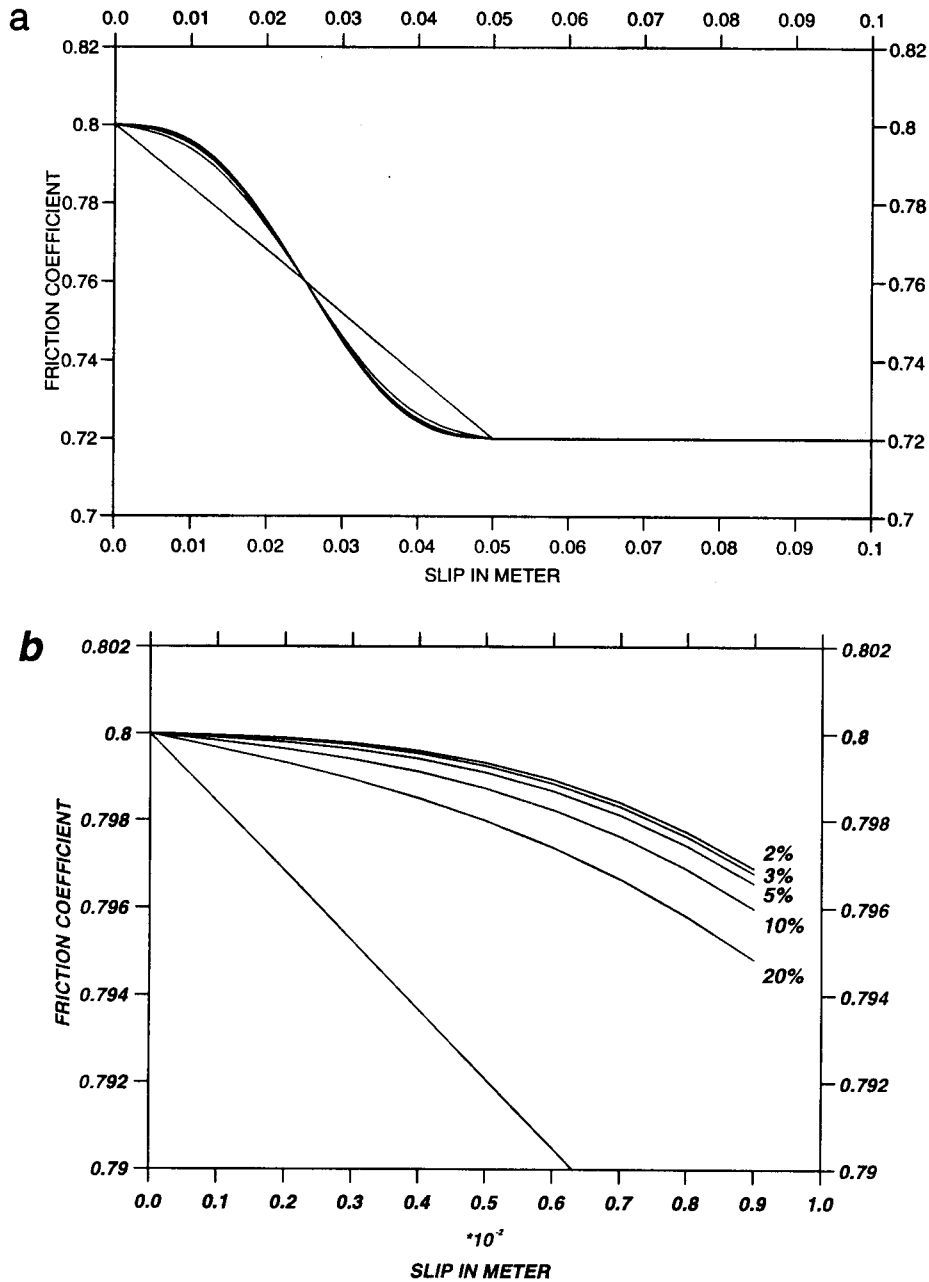 a
0.0 0.01 0.02 0.03 0.04 0.05 0.06 0.07 0.08 0.09 0.1
0.82 0.82
0.8 0.8
0.78 0.78
0.76 0.76
0.74 0.74
0.72 0.72
0.7 0.7
FRICTION COEFFICIENT
0.0 0.01 0.02 0.03 0.04 0.05 0.06 0.07 0.08 0.09 0.1
SLIP IN METER
b
0.802 0.802
0.8 0.8
0.798 0.798
0.796 0.796
0.794 0.794
0.792 0.792
0.79 0.79
FRICTION COEFFICIENT
2%
3%
5%
10%
20%
0.0 0.1 0.2 0.3 0.4 0.5 0.6 0.7 0.8 0.9 1.0
*10⁻²
SLIP IN METER